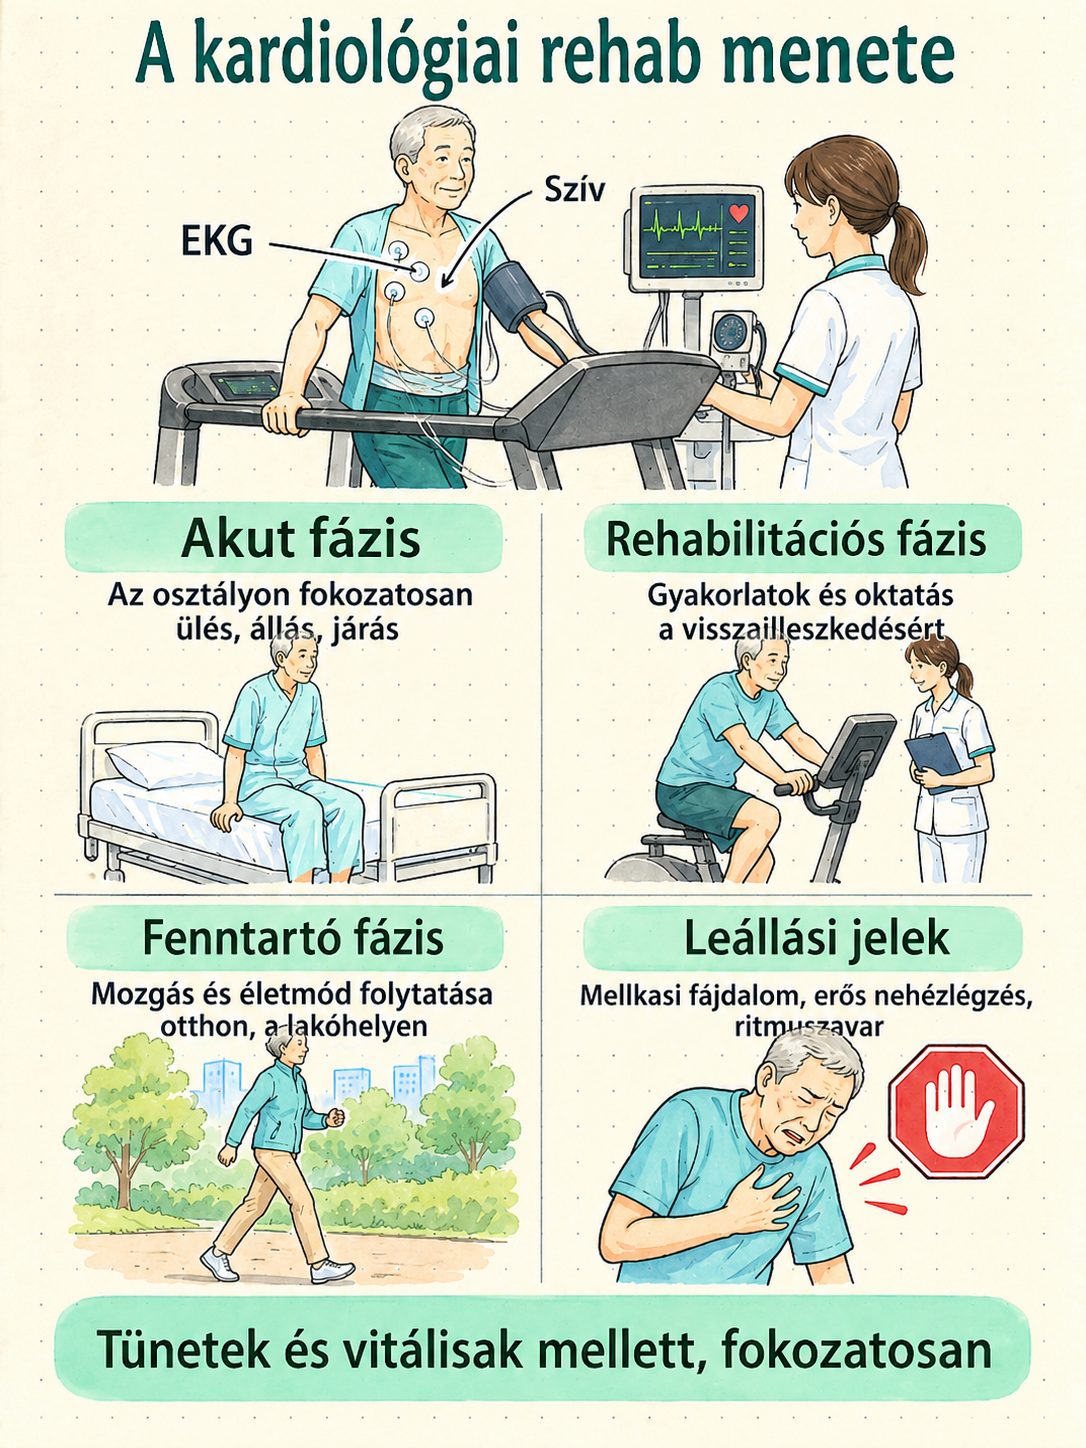 A kardiológiai rehab menete
Szív
EKG
Akut fázis
Az osztályon fokozatosan
ülés, állás, járás
Rehabilitációs fázis
Gyakorlatok és oktatás
a visszailleszkedésért
Fenntartó fázis
Mozgás és életmód folytatása
otthon, a lakóhelyen
Leállási jelek
Mellkasi fájdalom, erős nehézlégzés,
ritmuszavar
Tünetek és vitálisak mellett, fokozatosan